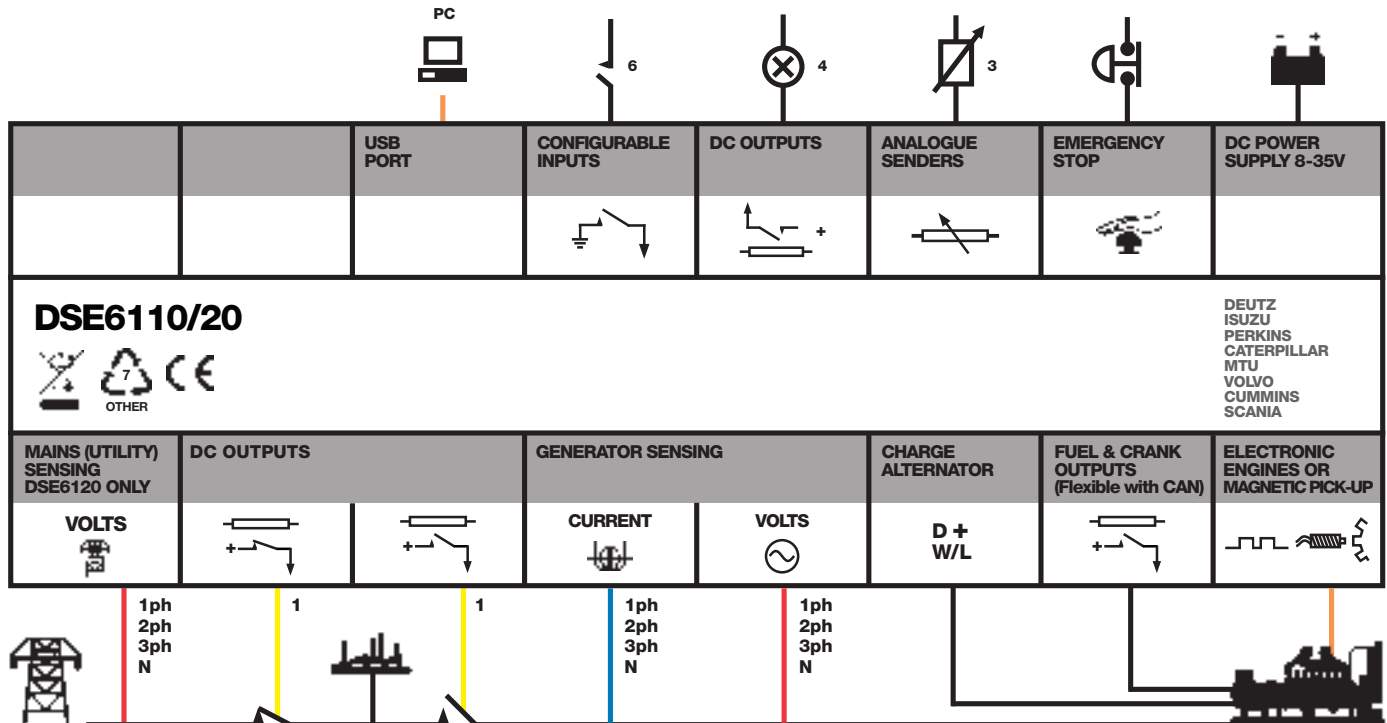 PC
6
4
3
- +
USB
PORT
CONFIGURABLE
INPUTS
DC OUTPUTS
ANALOGUE
SENDERS
EMERGENCY
STOP
DC POWER
SUPPLY 8-35V
+
DSE6110/20
7
OTHER
CE
DEUTZ
ISUZU
PERKINS
CATERPILLAR
MTU
VOLVO
CUMMINS
SCANIA
MAINS (UTILITY)
SENSING
DSE6120 ONLY
DC OUTPUTS
GENERATOR SENSING
CHARGE
ALTERNATOR
FUEL & CRANK
OUTPUTS
(Flexible with CAN)
ELECTRONIC
ENGINES OR
MAGNETIC PICK-UP
VOLTS
+
+
CURRENT
VOLTS
D +
W/L
+
1ph
2ph
3ph
N
1
1
1ph
2ph
3ph
N
1ph
2ph
3ph
N